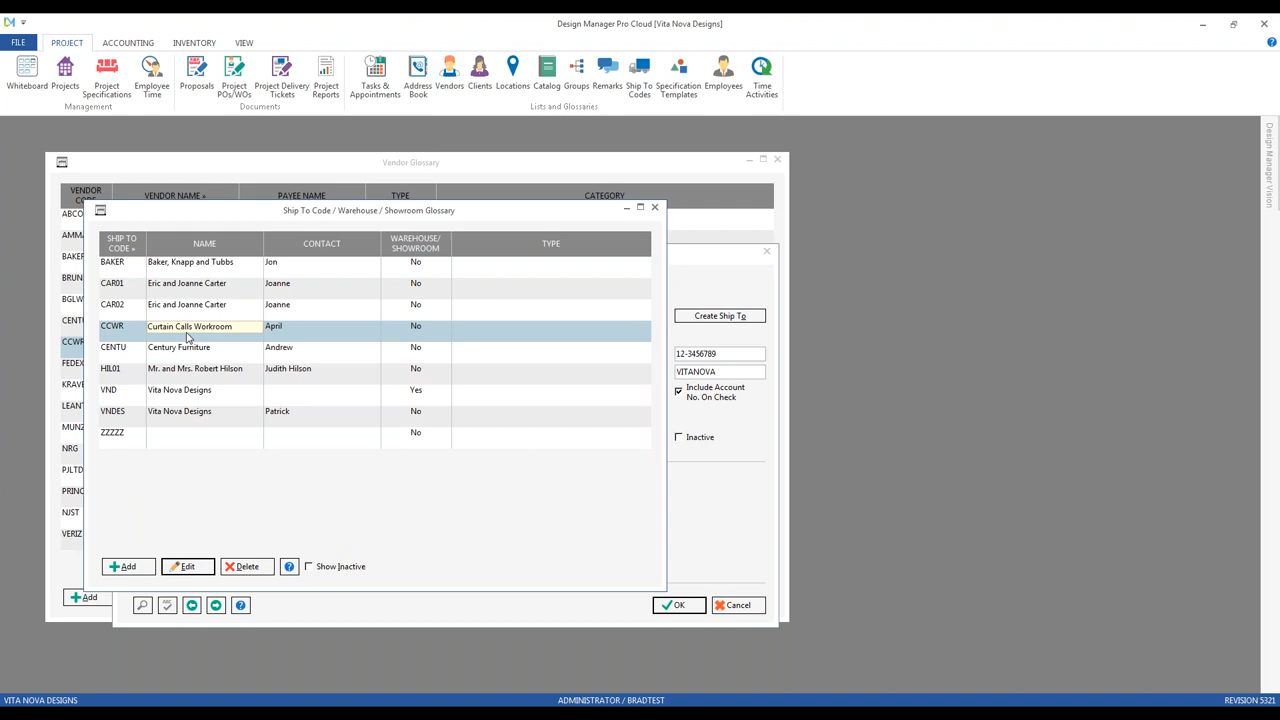 Design Manager Pro Cloud [Vita Nova Designs]
FILE PROJECT ACCOUNTING INVENTORY VIEW
Whiteboard Projects Project Specifications Employee Time Proposals Project POs/WOs Project Delivery Tickets Project Reports Tasks & Appointments Address Book Vendors Clients Locations Catalog Groups Remarks Ship To Codes Specification Templates Employees Time Activities
Management Documents Lists and Glossaries
Design Manager Vision
Vendor Glossary
VENDOR NAME PAYEE NAME TYPE CATEGORY
VENDOR
ABCO
AMM
BAKE
BRUN
BGLW
CENT
CCWR
FEDEX
KRAVE
LEAN
MUNZ
NRG
PJLTD
PRINC
NJST
VERIZ
Add
Ship To Code / Warehouse / Showroom Glossary
SHIP TO CODE NAME CONTACT WAREHOUSE/ SHOWROOM TYPE
BAKER Baker, Knapp and Tubbs Jon No
CAR01 Eric and Joanne Carter Joanne No
CAR02 Eric and Joanne Carter Joanne No
CCWR Curtain Calls Workroom April No
CENTU Century Furniture Andrew No
HIL01 Mr. and Mrs. Robert Hilson Judith Hilson No
VND Vita Nova Designs Yes
VNDES Vita Nova Designs Patrick No
ZZZZZ No
Add Edit Delete ? Show Inactive
Create Ship To
12-3456789
VITANOVA
Include Account
No. On Check
Inactive
ABC ? OK Cancel
VITA NOVA DESIGNS ADMINISTRATOR / BRADTEST REVISION 5321